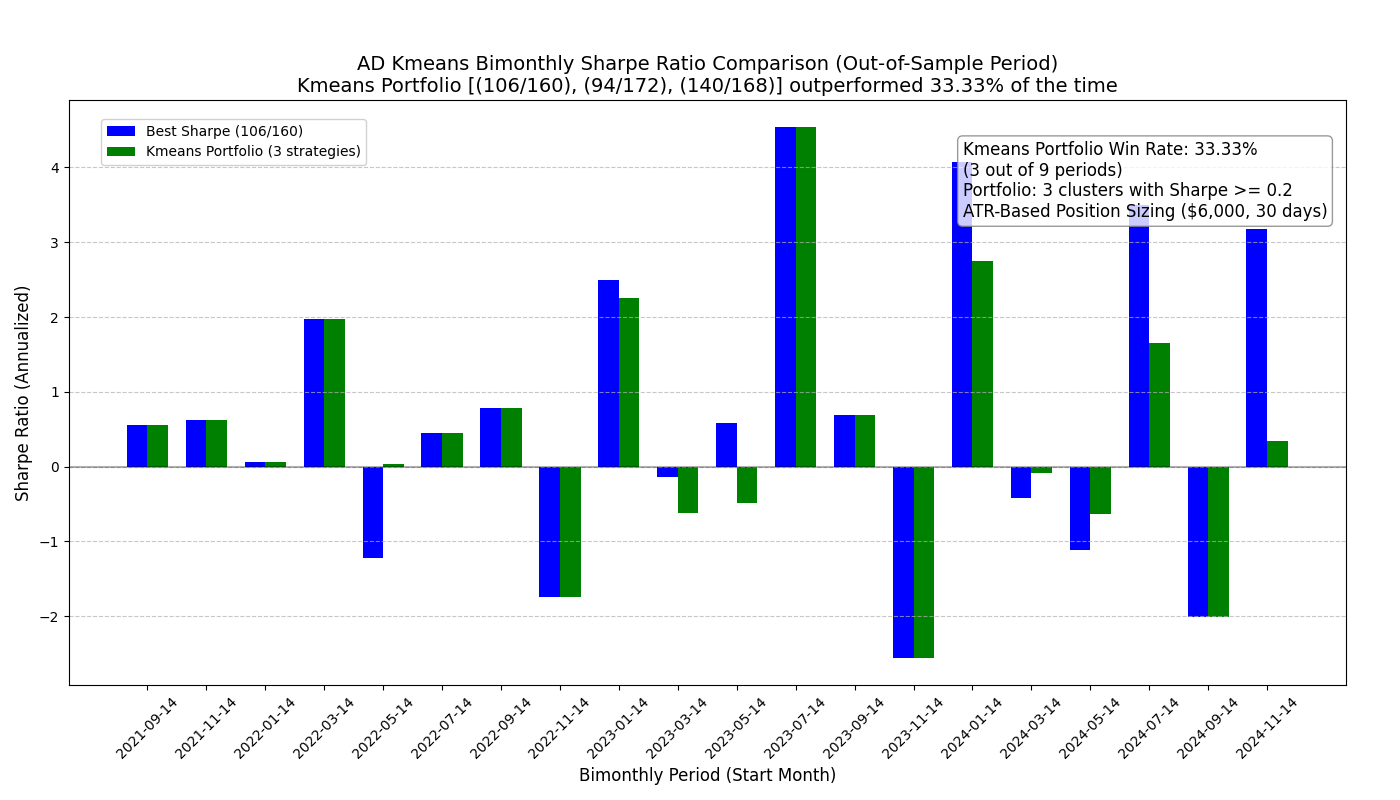 AD Kmeans Bimonthly Sharpe Ratio Comparison (Out-of-Sample Period)
Kmeans Portfolio [(106/160), (94/172), (140/168)] outperformed 33.33% of the time
Best Sharpe (106/160)
Kmeans Portfolio (3 strategies)
Kmeans Portfolio Win Rate: 33.33%
(3 out of 9 periods)
Portfolio: 3 clusters with Sharpe >= 0.2
ATR-Based Position Sizing ($6,000, 30 days)
Sharpe Ratio (Annualized)
4
3
2
1
0
−1
−2
2021-09-14
2021-11-14
2022-01-14
2022-03-14
2022-05-14
2022-07-14
2022-09-14
2022-11-14
2023-01-14
2023-03-14
2023-05-14
2023-07-14
2023-09-14
2023-11-14
2024-01-14
2024-03-14
2024-05-14
2024-07-14
2024-09-14
2024-11-14
Bimonthly Period (Start Month)